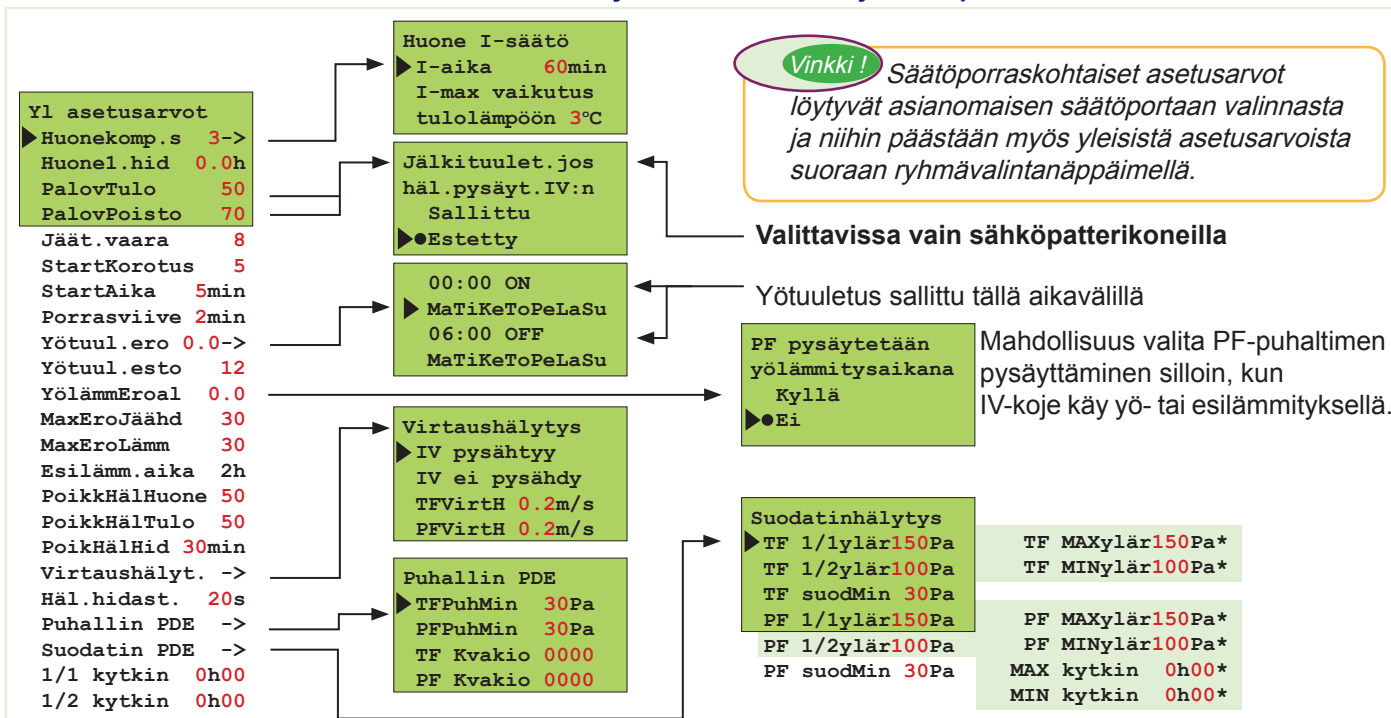 Yl asetusarvot
Huonekomp.s 3->
Huone1.hid 0.0h
PalovTulo 50
PalovPoisto 70
Jäät.vaara 8
StartKorotus 5
StartAika 5min
Porrasviive 2min
Yötuul.ero 0.0->
Yötuul.esto 12
YölämmEroal 0.0
MaxEroJäähd 30
MaxEroLämm 30
Esilämm.aika 2h
PoikkHälHuone 50
PoikkHälTulo 50
PoikHälHid 30min
Virtaushälyt. ->
Häl.hidast. 20s
Puhallin PDE ->
Suodatin PDE ->
1/1 kytkin 0h00
1/2 kytkin 0h00
Huone I-säätö
I-aika 60min
I-max vaikutus
tulolämpöön 3°C
Jälkituulet.jos
häl.pysäyt.IV:n
Sallittu
●Estetty
00:00 ON
MaTiKeToPeLaSu
06:00 OFF
MaTiKeToPeLaSu
Virtaushälytys
IV pysähtyy
IV ei pysähdy
TFVirtH 0.2m/s
PFVirtH 0.2m/s
Puhallin PDE
TFPuhMin 30Pa
PFPuhMin 30Pa
TF Kvakio 0000
PF Kvakio 0000
Vinkki !
Säätöporraskohtaiset asetusarvot
löytyvät asianomaisen säätöportaan valinnasta
ja niihin päästään myös yleisistä asetusarvoista
suoraan ryhmävalintanäppäimellä.
Valittavissa vain sähköpatterikoneilla
Yötuuletus sallittu tällä aikavälillä
PF pysäytetään
yölämmitysaikana
Kyllä
●Ei
Mahdollisuus valita PF-puhaltimen
pysäyttäminen silloin, kun
IV-koje käy yö- tai esilämmityksellä.
Suodatinhälytys
TF 1/1ylär150Pa
TF 1/2ylär100Pa
TF suodMin 30Pa
PF 1/1ylär150Pa
PF 1/2ylär100Pa
PF suodMin 30Pa
TF MAXylär150Pa*
TF MINylär100Pa*
PF MAXylär150Pa*
PF MINylär100Pa*
MAX kytkin 0h00*
MIN kytkin 0h00*